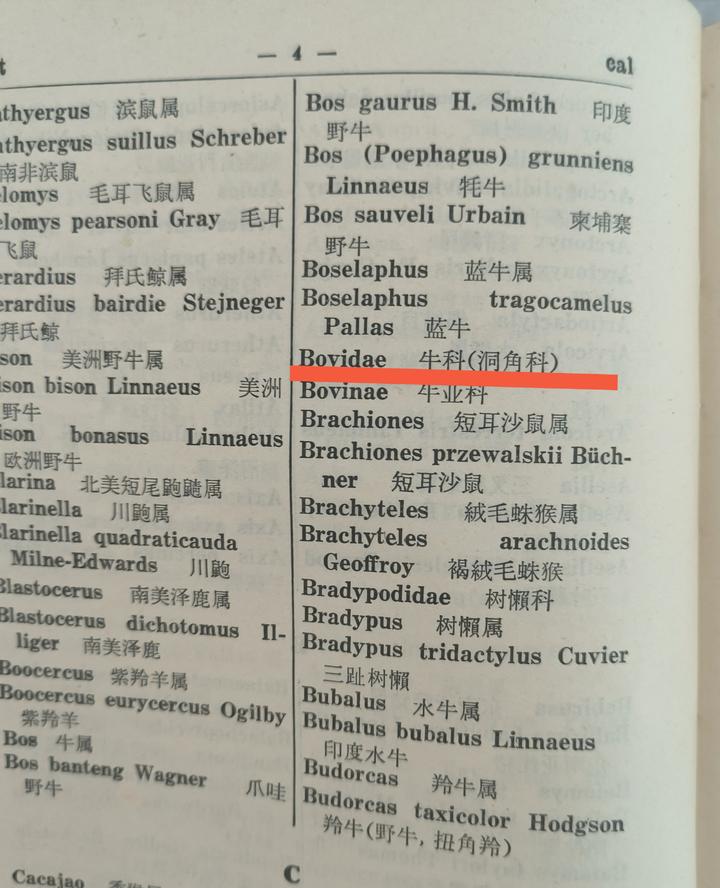 — 4 —
cal
thyergus 滨鼠属
thyergus suillus Schreber
南非滨鼠
elomys 毛耳飞鼠属
elomys pearsoni Gray 毛耳
飞鼠
erardius 拜氏鲸属
erardius bairdie Stejneger
拜氏鲸
son 美洲野牛属
ison bison Linnaeus 美洲
野牛
ison bonasus Linnaeus
欧洲野牛
larina 北美短尾鼩鼱属
larinella 川鼩属
larinella quadraticauda
Milne-Edwards 川鼩
Blastocerus 南美泽鹿属
Blastocerus dichotomus Il-
liger 南美泽鹿
Boocercus 紫羚羊属
Boocercus eurycercus Ogilby
紫羚羊
Bos 牛属
Bos banteng Wagner 爪哇
野牛
Bos gaurus H. Smith 印度
野牛
Bos (Poephagus) grunniens
Linnaeus 牦牛
Bos sauveli Urbain 柬埔寨
野牛
Boselaphus 蓝牛属
Boselaphus tragocamelus
Pallas 蓝牛
Bovidae 牛科(洞角科)
Bovinae 牛业科
Brachiones 短耳沙鼠属
Brachiones przewalskii Büch-
ner 短耳沙鼠
Brachyteles 絨毛蛛猴属
Brachyteles arachnoides
Geoffroy 褐絨毛蛛猴
Bradypodidae 树懒科
Bradypus 树懒属
Bradypus tridactylus Cuvier
三趾树懒
Bubalus 水牛属
Bubalus bubalus Linnaeus
印度水牛
Budorcas 羚牛属
Budorcas taxicolor Hodgson
羚牛(野牛, 扭角羚)
C
Cacajao